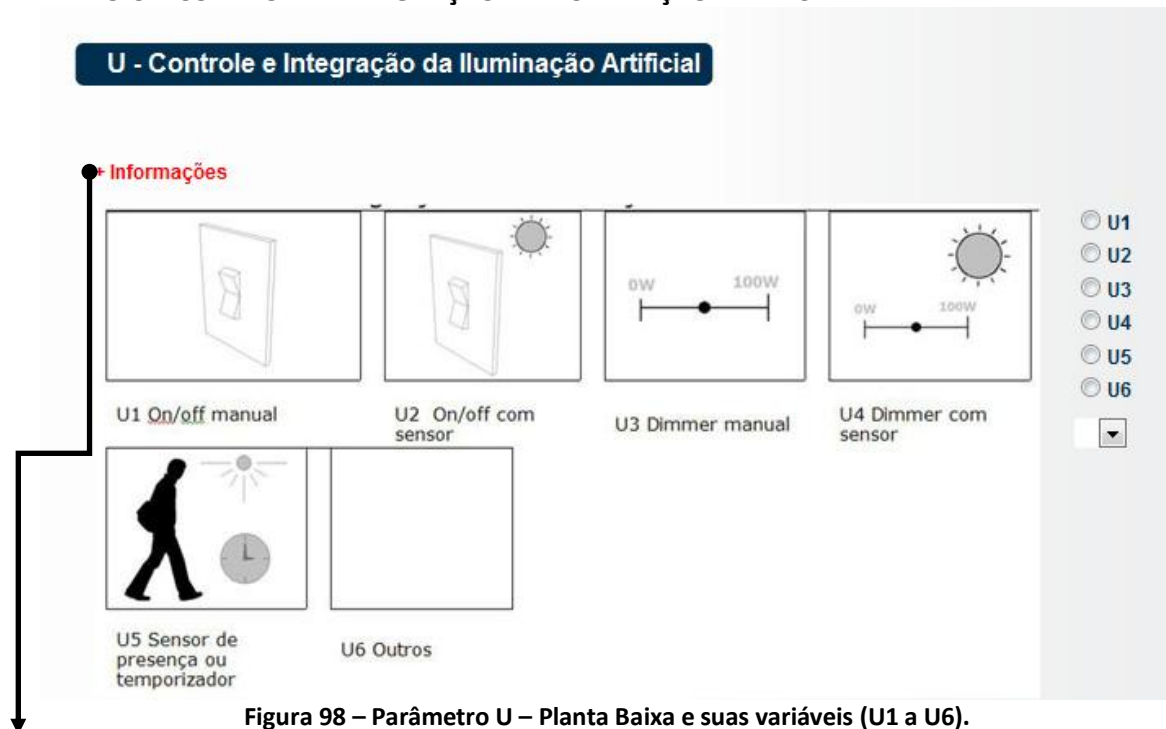 U - Controle e Integração da Iluminação Artificial
+ Informações
0W 100W
0W 100W
U1 On/off manual
U2 On/off com
sensor
U3 Dimmer manual
U4 Dimmer com
sensor
U5 Sensor de
presença ou
temporizador
U6 Outros
U1
U2
U3
U4
U5
U6
Figura 98 – Parâmetro U – Planta Baixa e suas variáveis (U1 a U6).